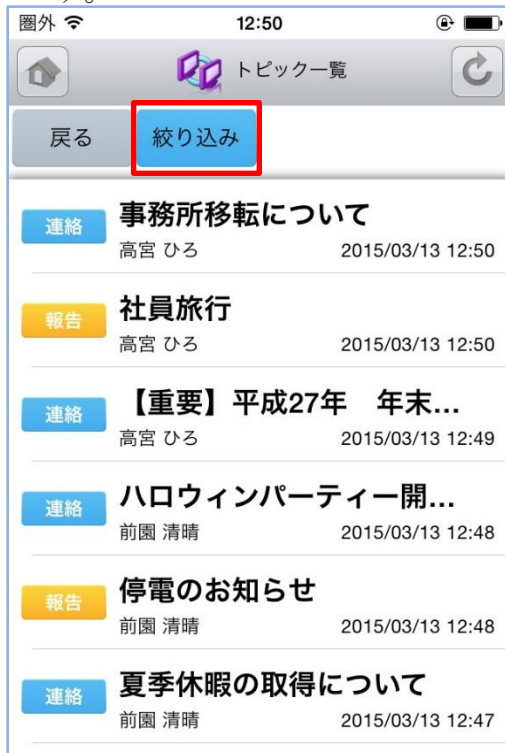 圏外 12:50
トピック一覧
戻る 絞り込み
連絡 事務所移転について
高宮 ひろ 2015/03/13 12:50
報告 社員旅行
高宮 ひろ 2015/03/13 12:50
連絡 【重要】平成27年　年末...
高宮 ひろ 2015/03/13 12:49
連絡 ハロウィンパーティー開...
前園 清晴 2015/03/13 12:48
報告 停電のお知らせ
前園 清晴 2015/03/13 12:48
連絡 夏季休暇の取得について
前園 清晴 2015/03/13 12:47